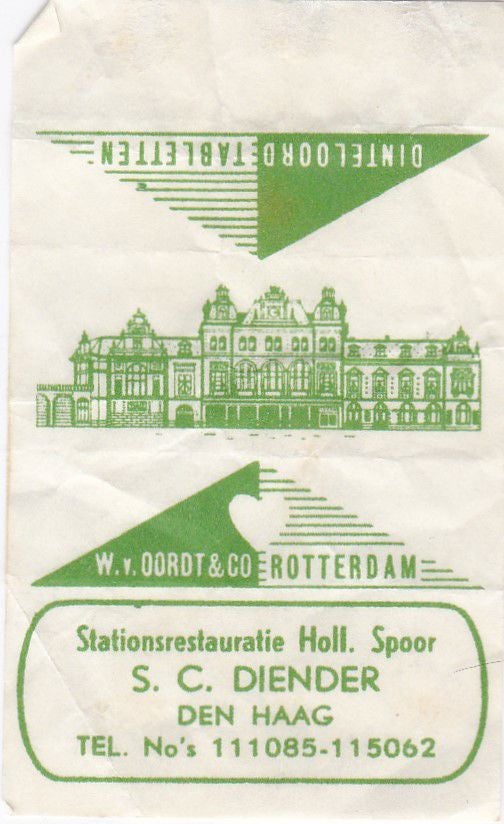 DINTELOORD TABLETTEN
W. v. OORDT & CO ROTTERDAM
Stationsrestauratie Holl. Spoor
S. C. DIENDER
DEN HAAG
TEL. No's 111085-115062